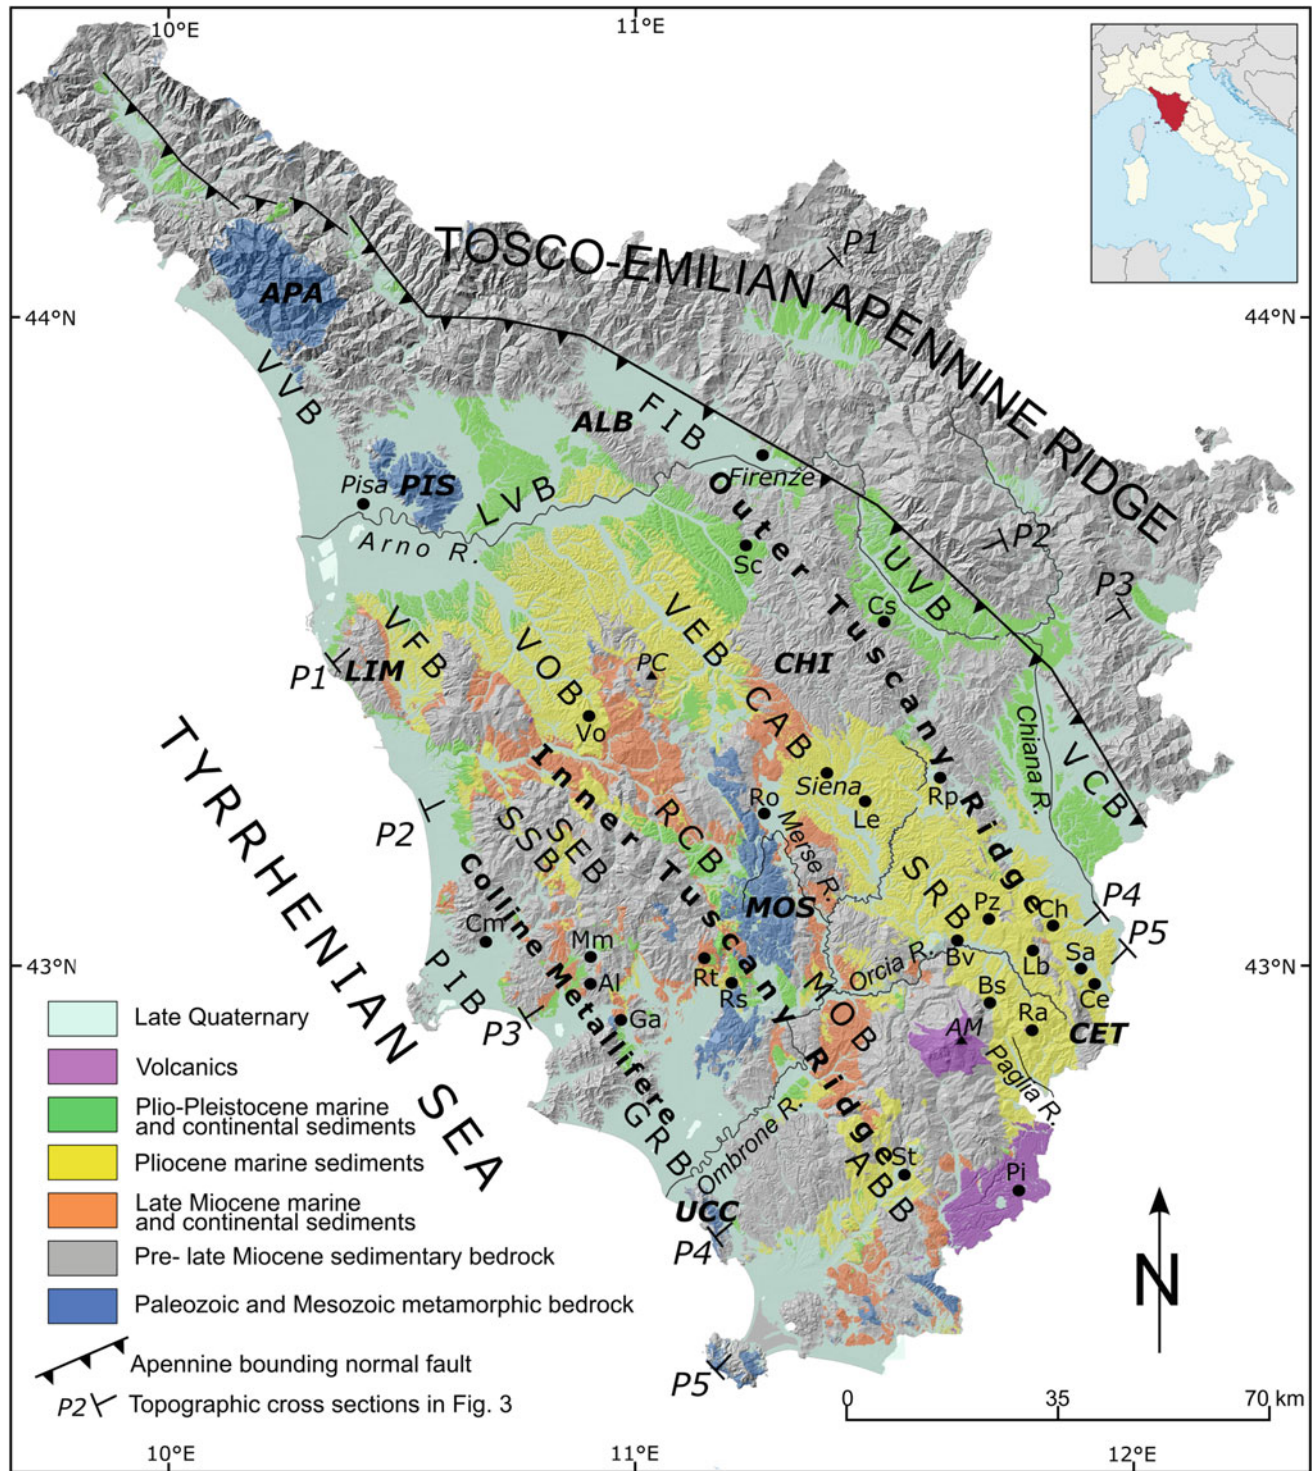 10°E
11°E
44°N
44°N
TOSCO-EMILIAN APENNINE RIDGE
P1
APA
VVB
ALB
FIB
Firenze
PIS
Pisa
LVB
Arno R.
Outer Tuscany Ridge
Sc
UVB
P2
P3
Cs
VFB
VOB
VEB
PC
CHI
P1
LIM
CAB
Vo
Chiana R.
VCB
TYRRHENIAN SEA
Inner Tuscany Ridge
Siena
Rp
Ro
Le
P2
SSB
SEB
RCB
Merse R.
SRB
Colline Metallifere
MOS
Pz
Ch
P4
P5
Cm
Mm
43°N
43°N
Orcia R.
Bv
Lb
Sa
PIB
Al
Rt
Rs
MOB
Bs
Ce
P3
Ga
AM
Ra
CET
Paglia R.
GRB
Ombrone R.
ABB
St
Pi
UCC
P4
P5
Late Quaternary
Volcanics
Plio-Pleistocene marine
and continental sediments
Pliocene marine sediments
Late Miocene marine
and continental sediments
Pre- late Miocene sedimentary bedrock
Paleozoic and Mesozoic metamorphic bedrock
Apennine bounding normal fault
P2 Topographic cross sections in Fig. 3
N
0 35 70 km
10°E
11°E
12°E